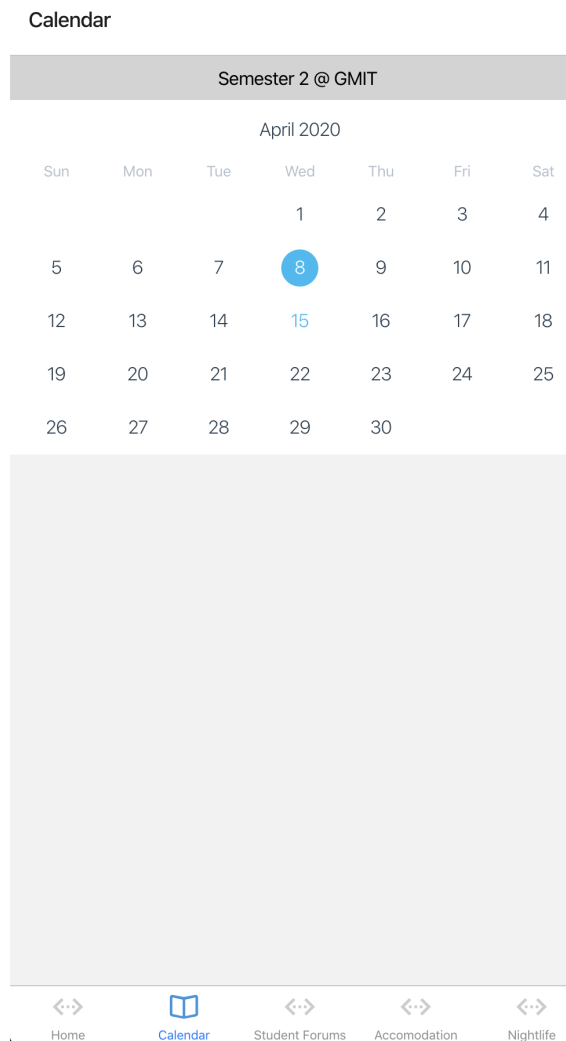 Calendar
Semester 2 @ GMIT
April 2020
Sun Mon Tue Wed Thu Fri Sat
1 2 3 4
5 6 7 8 9 10 11
12 13 14 15 16 17 18
19 20 21 22 23 24 25
26 27 28 29 30
Home Calendar Student Forums Accomodation Nightlife